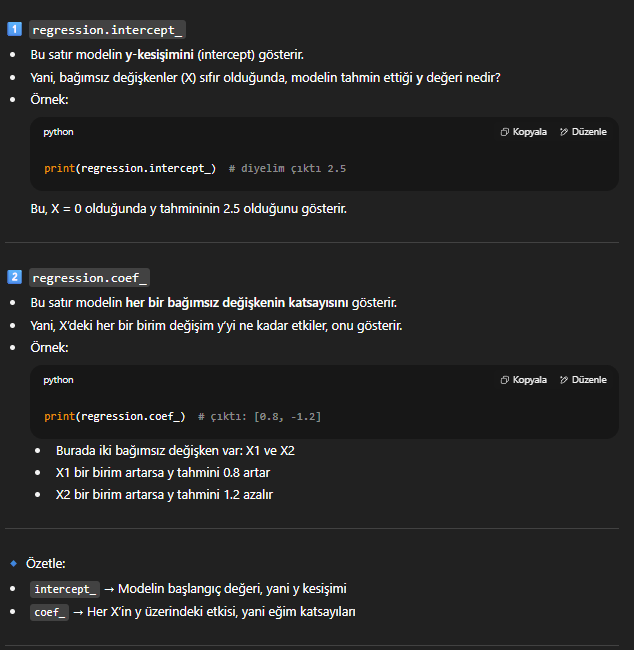 1 regression.intercept_
• Bu satır modelin y-kesişimini (intercept) gösterir.
• Yani, bağımsız değişkenler (X) sıfır olduğunda, modelin tahmin ettiği y değeri nedir?
• Örnek:
python Kopyala Düzenle
print(regression.intercept_) # diyelim çıktı 2.5
Bu, X = 0 olduğunda y tahmininin 2.5 olduğunu gösterir.
2 regression.coef_
• Bu satır modelin her bir bağımsız değişkenin katsayısını gösterir.
• Yani, X'deki her bir birim değişim y'yi ne kadar etkiler, onu gösterir.
• Örnek:
python Kopyala Düzenle
print(regression.coef_) # çıktı: [0.8, -1.2]
• Burada iki bağımsız değişken var: X1 ve X2
• X1 bir birim artarsa y tahmini 0.8 artar
• X2 bir birim artarsa y tahmini 1.2 azalır
Özetle:
• intercept_ → Modelin başlangıç değeri, yani y kesişimi
• coef_ → Her X'in y üzerindeki etkisi, yani eğim katsayıları